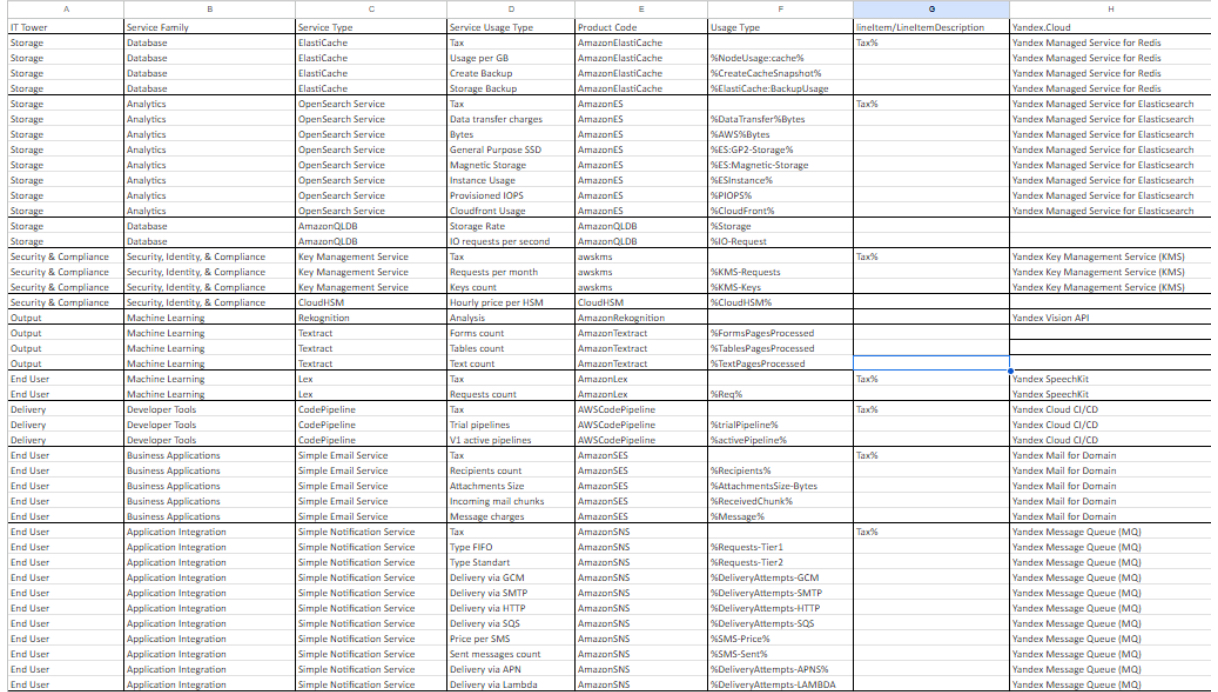 A B C D E F G H
IT Tower Service Family Service Type Service Usage Type Product Code Usage Type lineItem/LineItemDescription Yandex.Cloud
Storage Database ElastiCache Tax AmazonElastiCache Tax% Yandex Managed Service for Redis
Storage Database ElastiCache Usage per GB AmazonElastiCache %NodeUsage:cache% Yandex Managed Service for Redis
Storage Database ElastiCache Create Backup AmazonElastiCache %CreateCacheSnapshot% Yandex Managed Service for Redis
Storage Database ElastiCache Storage Backup AmazonElastiCache %ElastiCache:BackupUsage Yandex Managed Service for Redis
Storage Analytics OpenSearch Service Tax AmazonES Tax% Yandex Managed Service for Elasticsearch
Storage Analytics OpenSearch Service Data transfer charges AmazonES %DataTransfer%Bytes Yandex Managed Service for Elasticsearch
Storage Analytics OpenSearch Service Bytes AmazonES %AWS%Bytes Yandex Managed Service for Elasticsearch
Storage Analytics OpenSearch Service General Purpose SSD AmazonES %ES:GP2-Storage% Yandex Managed Service for Elasticsearch
Storage Analytics OpenSearch Service Magnetic Storage AmazonES %ES:Magnetic-Storage Yandex Managed Service for Elasticsearch
Storage Analytics OpenSearch Service Instance Usage AmazonES %ESInstance% Yandex Managed Service for Elasticsearch
Storage Analytics OpenSearch Service Provisioned IOPS AmazonES %PIOPS% Yandex Managed Service for Elasticsearch
Storage Analytics OpenSearch Service Cloudfront Usage AmazonES %CloudFront% Yandex Managed Service for Elasticsearch
Storage Database AmazonQLDB Storage Rate AmazonQLDB %Storage
Storage Database AmazonQLDB IO requests per second AmazonQLDB %IO-Request
Security & Compliance Security, Identity, & Compliance Key Management Service Tax awskms Tax% Yandex Key Management Service (KMS)
Security & Compliance Security, Identity, & Compliance Key Management Service Requests per month awskms %KMS-Requests Yandex Key Management Service (KMS)
Security & Compliance Security, Identity, & Compliance Key Management Service Keys count awskms %KMS-Keys Yandex Key Management Service (KMS)
Security & Compliance Security, Identity, & Compliance CloudHSM Hourly price per HSM CloudHSM %CloudHSM%
Output Machine Learning Rekognition Analysis AmazonRekognition Yandex Vision API
Output Machine Learning Textract Forms count AmazonTextract %FormsPagesProcessed
Output Machine Learning Textract Tables count AmazonTextract %TablesPagesProcessed
Output Machine Learning Textract Text count AmazonTextract %TextPagesProcessed
End User Machine Learning Lex Tax AmazonLex Tax% Yandex SpeechKit
End User Machine Learning Lex Requests count AmazonLex %Req% Yandex SpeechKit
Delivery Developer Tools CodePipeline Tax AWSCodePipeline Tax% Yandex Cloud CI/CD
Delivery Developer Tools CodePipeline Trial pipelines AWSCodePipeline %trialPipeline% Yandex Cloud CI/CD
Delivery Developer Tools CodePipeline V1 active pipelines AWSCodePipeline %activePipeline% Yandex Cloud CI/CD
End User Business Applications Simple Email Service Tax AmazonSES Tax% Yandex Mail for Domain
End User Business Applications Simple Email Service Recipients count AmazonSES %Recipients% Yandex Mail for Domain
End User Business Applications Simple Email Service Attachments Size AmazonSES %AttachmentsSize-Bytes Yandex Mail for Domain
End User Business Applications Simple Email Service Incoming mail chunks AmazonSES %ReceivedChunk% Yandex Mail for Domain
End User Business Applications Simple Email Service Message charges AmazonSES %Message% Yandex Mail for Domain
End User Application Integration Simple Notification Service Tax AmazonSNS Tax% Yandex Message Queue (MQ)
End User Application Integration Simple Notification Service Type FIFO AmazonSNS %Requests-Tier1 Yandex Message Queue (MQ)
End User Application Integration Simple Notification Service Type Standart AmazonSNS %Requests-Tier2 Yandex Message Queue (MQ)
End User Application Integration Simple Notification Service Delivery via GCM AmazonSNS %DeliveryAttempts-GCM Yandex Message Queue (MQ)
End User Application Integration Simple Notification Service Delivery via SMTP AmazonSNS %DeliveryAttempts-SMTP Yandex Message Queue (MQ)
End User Application Integration Simple Notification Service Delivery via HTTP AmazonSNS %DeliveryAttempts-HTTP Yandex Message Queue (MQ)
End User Application Integration Simple Notification Service Delivery via SQS AmazonSNS %DeliveryAttempts-SQS Yandex Message Queue (MQ)
End User Application Integration Simple Notification Service Price per SMS AmazonSNS %SMS-Price% Yandex Message Queue (MQ)
End User Application Integration Simple Notification Service Sent messages count AmazonSNS %SMS-Sent% Yandex Message Queue (MQ)
End User Application Integration Simple Notification Service Delivery via APN AmazonSNS %DeliveryAttempts-APNS% Yandex Message Queue (MQ)
End User Application Integration Simple Notification Service Delivery via Lambda AmazonSNS %DeliveryAttempts-LAMBDA Yandex Message Queue (MQ)